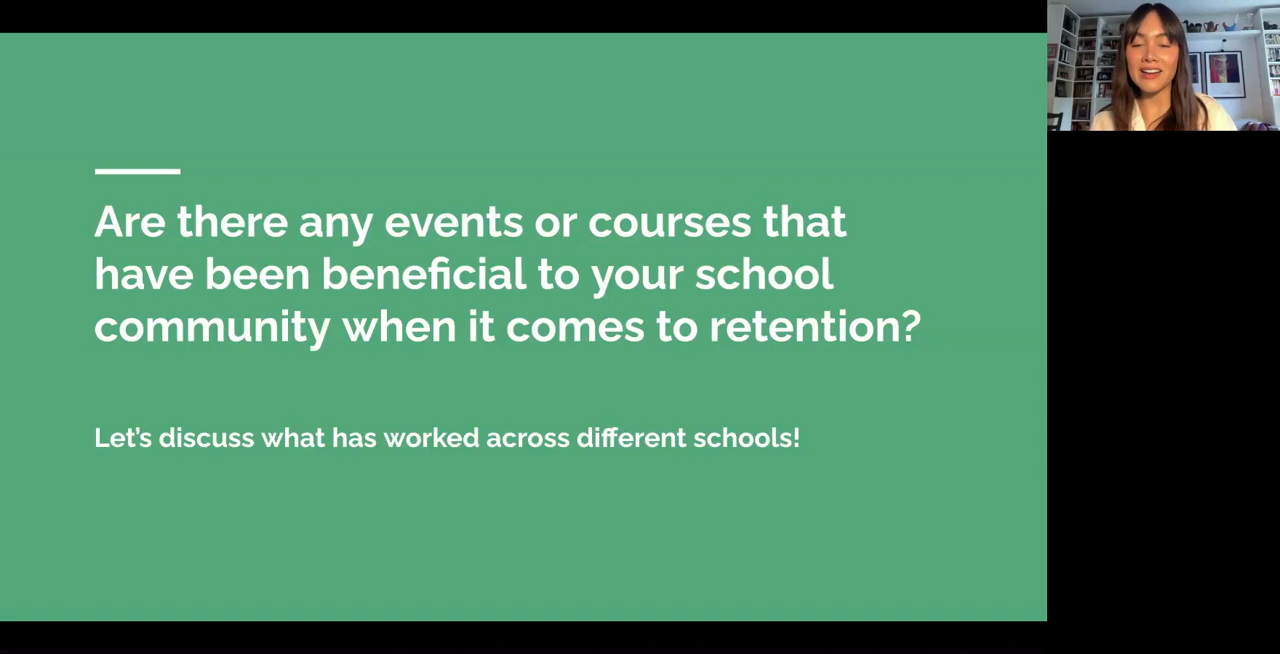 Are there any events or courses that
have been beneficial to your school
community when it comes to retention?
Let’s discuss what has worked across different schools!